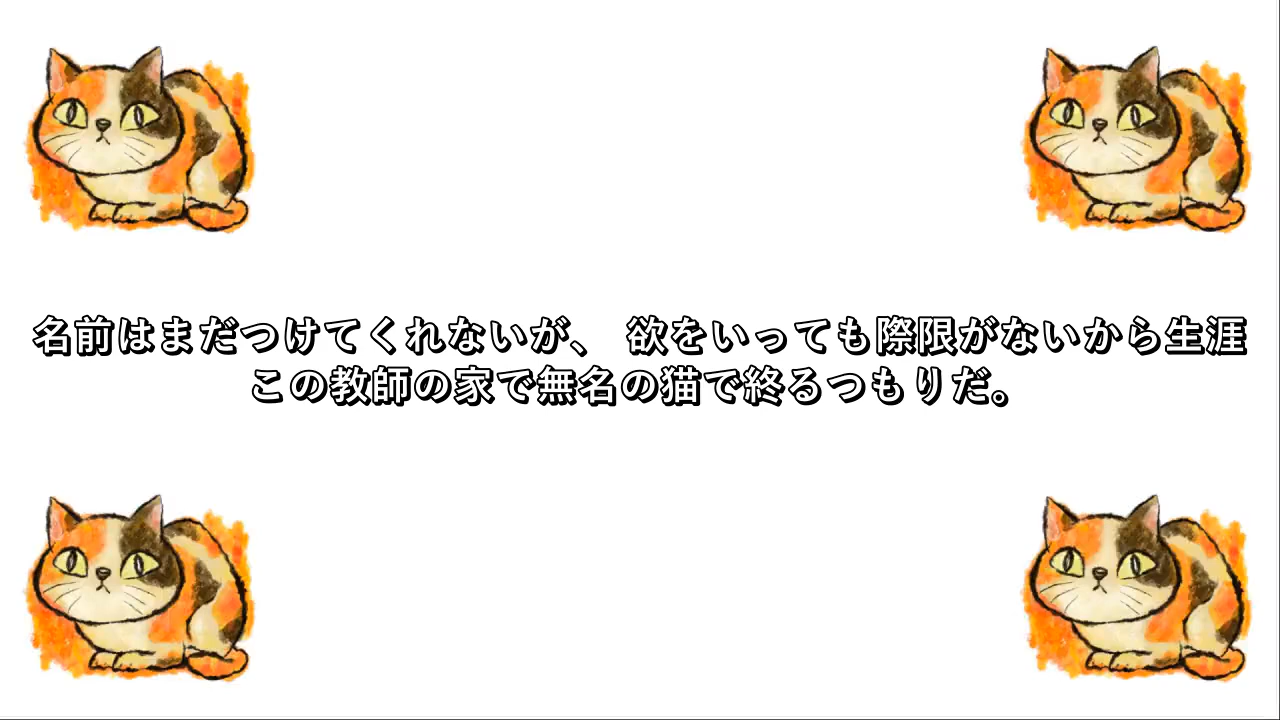 名前はまだつけてくれないが、 欲をいっても際限がないから生涯
この教師の家で無名の猫で終るつもりだ。